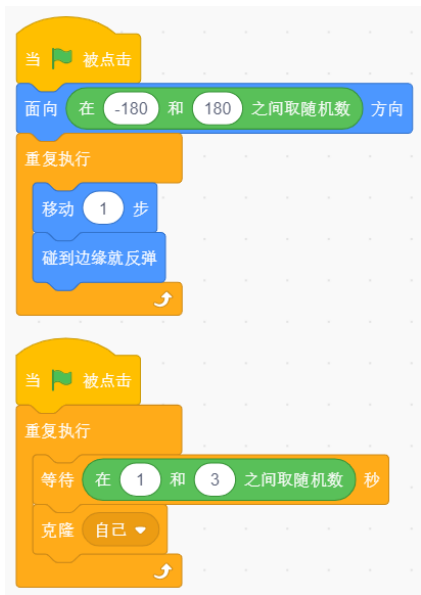 当 被点击
面向 在 -180 和 180 之间取随机数 方向
重复执行
移动 1 步
碰到边缘就反弹
当 被点击
重复执行
等待 在 1 和 3 之间取随机数 秒
克隆 自己